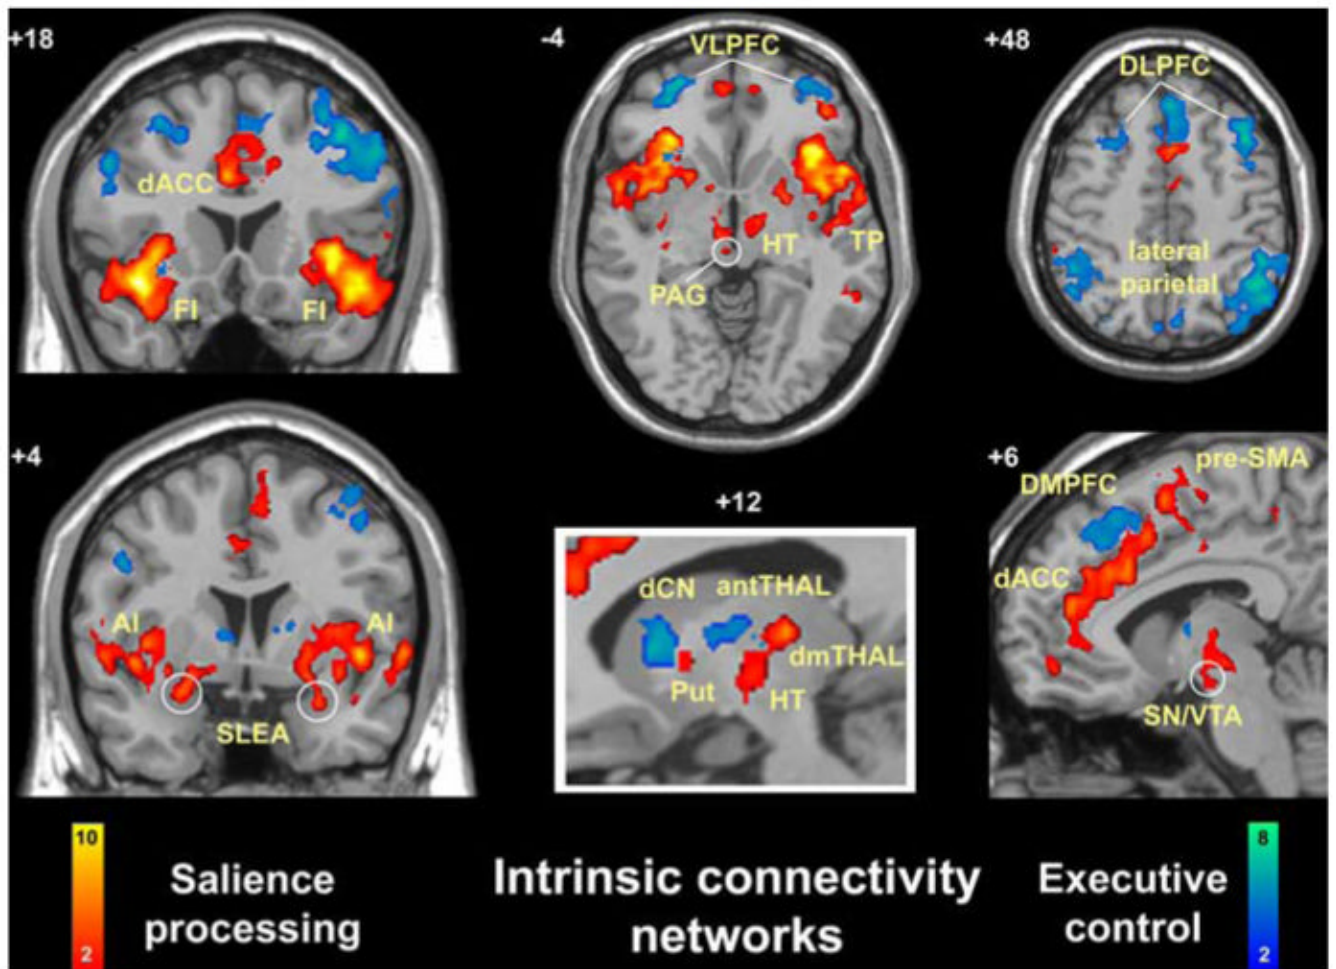 +18
dACC
FI
FI
-4
VLPFC
HT
TP
PAG
+48
DLPFC
lateral
parietal
+4
AI
AI
SLEA
+12
dCN
antTHAL
dmTHAL
Put
HT
+6
pre-SMA
DMPFC
dACC
SN/VTA
10
2
Salience
processing
Intrinsic connectivity
networks
Executive
control
8
2